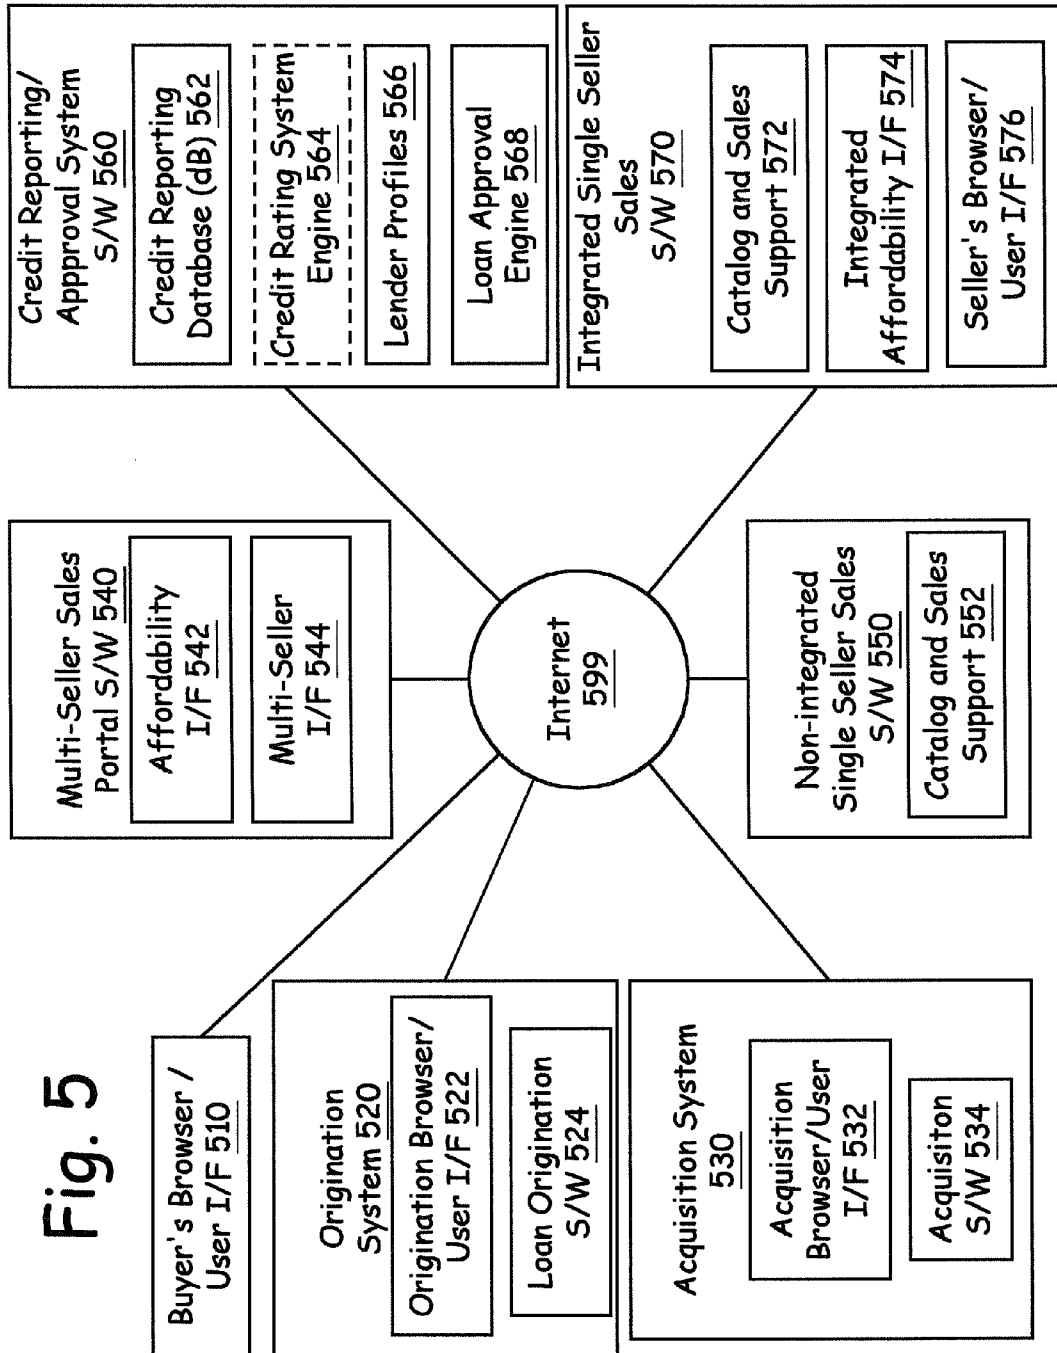 Fig. 5
Buyer's Browser /
User I/F 510
Origination
System 520
Origination Browser/
User I/F 522
Loan Origination
S/W 524
Acquisition System
530
Acquisition
Browser/User
I/F 532
Acquisiton
S/W 534
Multi-Seller Sales
Portal S/W 540
Affordability
I/F 542
Multi-Seller
I/F 544
Internet
599
Non-integrated
Single Seller Sales
S/W 550
Catalog and Sales
Support 552
Credit Reporting/
Approval System
S/W 560
Credit Reporting
Database (dB) 562
Credit Rating System
Engine 564
Lender Profiles 566
Loan Approval
Engine 568
Integrated Single Seller
Sales
S/W 570
Catalog and Sales
Support 572
Integrated
Affordability I/F 574
Seller's Browser/
User I/F 576